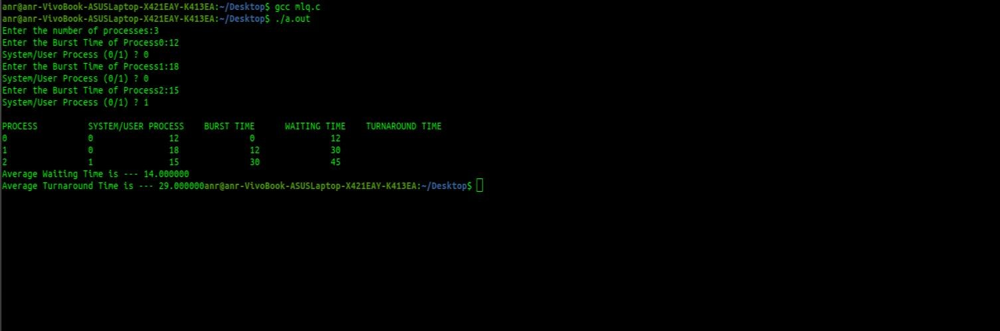 anr@anr-VivoBook-ASUSLaptop-X421EAY-K413EA:~/Desktop$ gcc mlq.c
anr@anr-VivoBook-ASUSLaptop-X421EAY-K413EA:~/Desktop$ ./a.out
Enter the number of processes:3
Enter the Burst Time of Process0:12
System/User Process (0/1) ? 0
Enter the Burst Time of Process1:18
System/User Process (0/1) ? 0
Enter the Burst Time of Process2:15
System/User Process (0/1) ? 1
PROCESS SYSTEM/USER PROCESS BURST TIME WAITING TIME TURNAROUND TIME
0 0 12 0 12
1 0 18 12 30
2 1 15 30 45
Average Waiting Time is --- 14.000000
Average Turnaround Time is --- 29.000000anr@anr-VivoBook-ASUSLaptop-X421EAY-K413EA:~/Desktop$